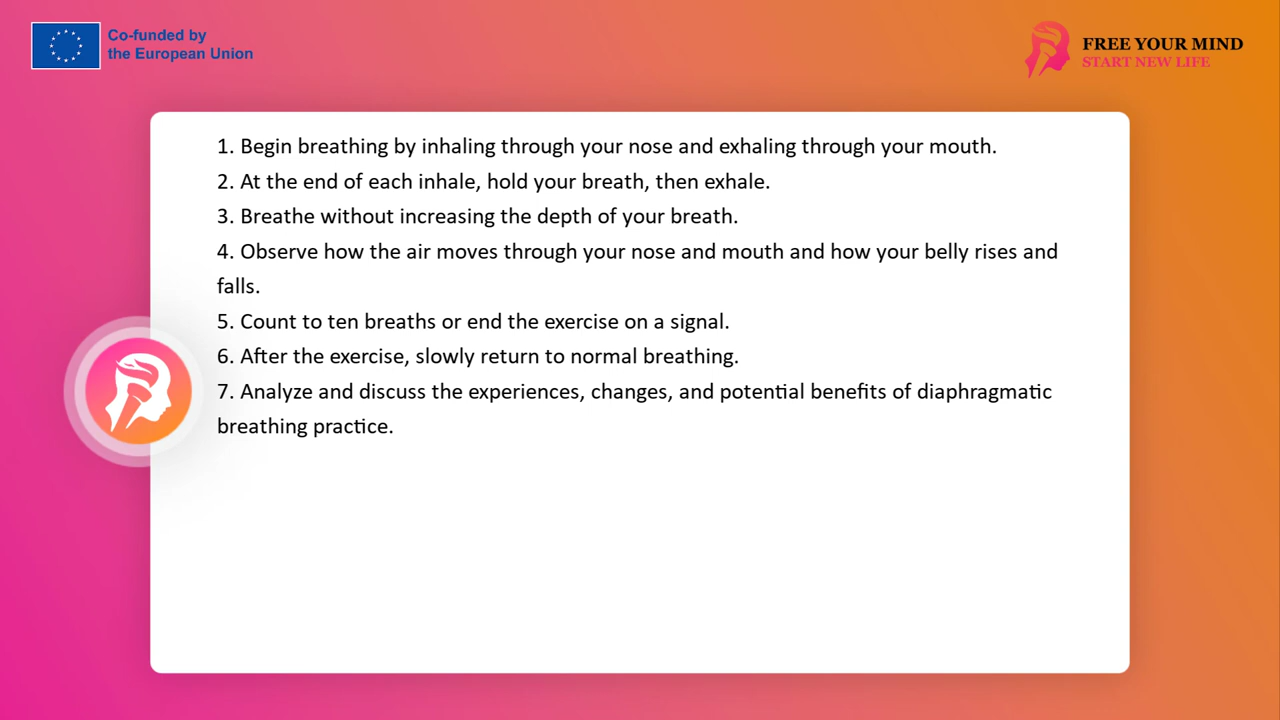 Co-funded by
the European Union
FREE YOUR MIND
START NEW LIFE
1. Begin breathing by inhaling through your nose and exhaling through your mouth.
2. At the end of each inhale, hold your breath, then exhale.
3. Breathe without increasing the depth of your breath.
4. Observe how the air moves through your nose and mouth and how your belly rises and
falls.
5. Count to ten breaths or end the exercise on a signal.
6. After the exercise, slowly return to normal breathing.
7. Analyze and discuss the experiences, changes, and potential benefits of diaphragmatic
breathing practice.